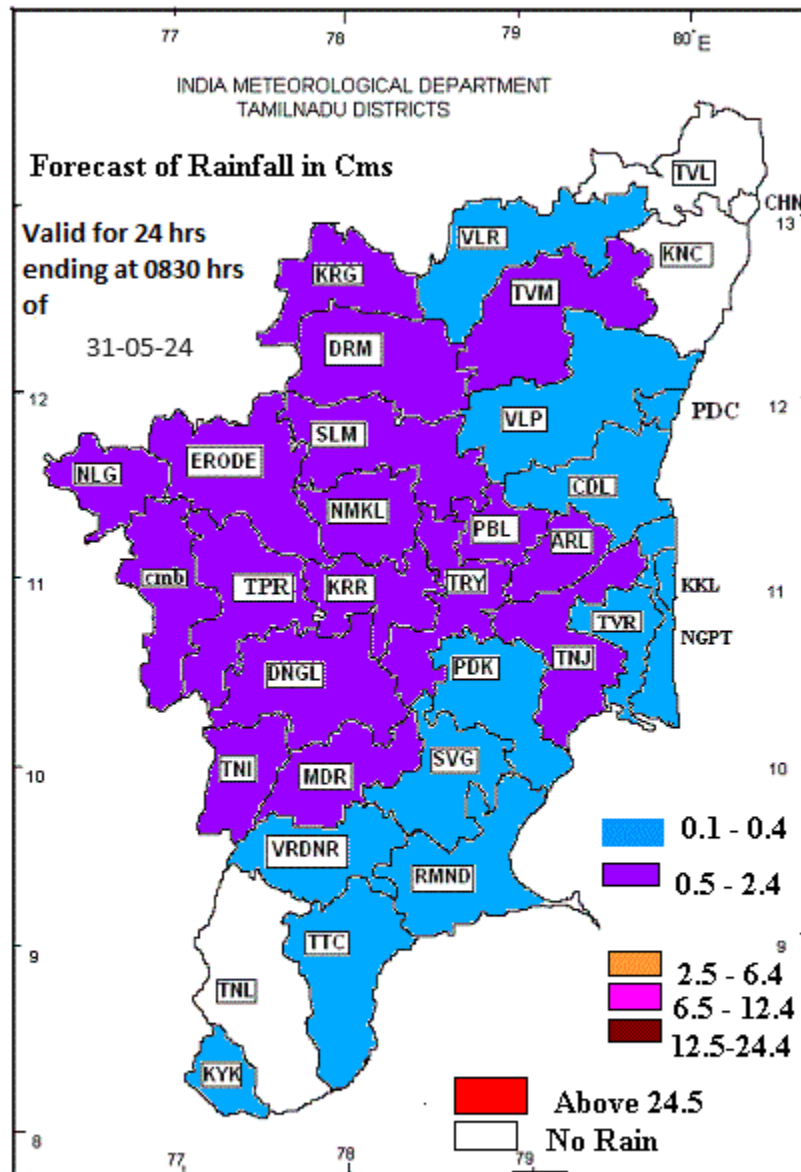 77 78 79 80°E
INDIA METEOROLOGICAL DEPARTMENT
TAMILNADU DISTRICTS
Forecast of Rainfall in Cms
TVL
CHN
13
Valid for 24 hrs
ending at 0830 hrs
of
31-05-24
VLR
KNC
KRG
TVM
DRM
12
12
PDC
VLP
SLM
ERODE
NLG
CDL
NMKL
PBL
ARL
11
cmb
TPR
KRR
TRY
KKL
11
TVR
NGPT
DNGL
PDK
TNJ
10
TNI
MDR
SVG
10
0.1 - 0.4
VRDNR
RMND
0.5 - 2.4
9
TTC
9
2.5 - 6.4
TNL
6.5 - 12.4
12.5-24.4
KYK
Above 24.5
8
No Rain
77 78 79